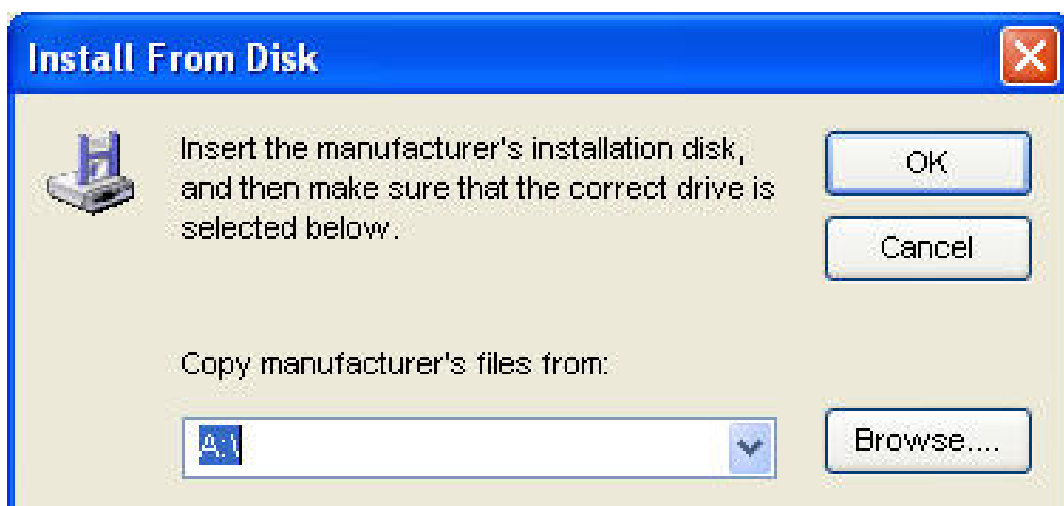 Install From Disk
Insert the manufacturer's installation disk,
and then make sure that the correct drive is
selected below.
OK
Cancel
Copy manufacturer's files from:
A:\
Browse....